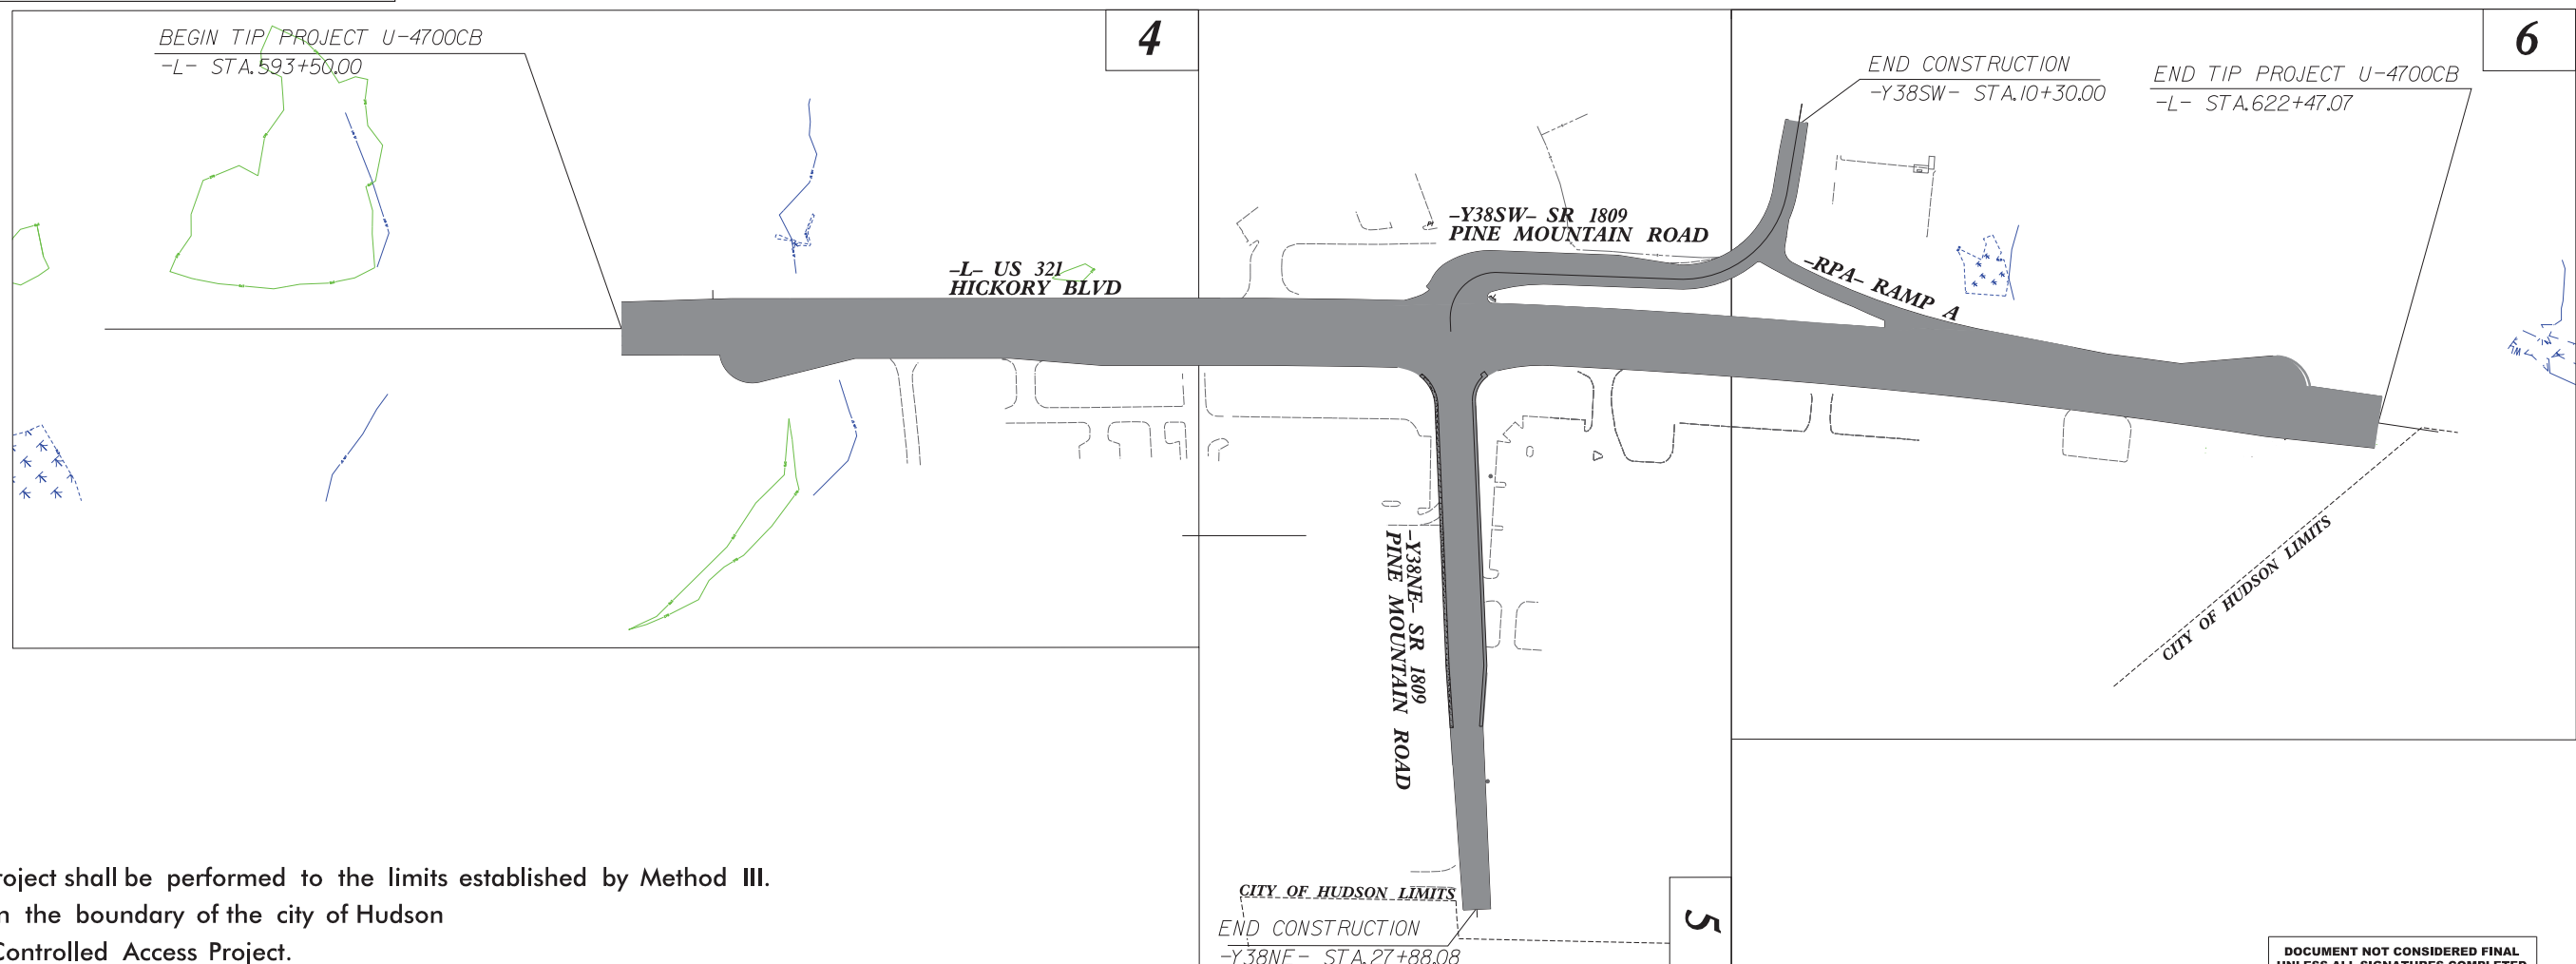 BEGIN TIP PROJECT U-4700CB
-L- STA.593+50.00
4
6
END CONSTRUCTION
-Y38SW- STA.10+30.00
END TIP PROJECT U-4700CB
-L- STA.622+47.07
-Y38SW- SR 1809
PINE MOUNTAIN ROAD
-L- US 321
HICKORY BLVD
-RPA- RAMP A
-Y38NE- SR 1809
PINE MOUNTAIN ROAD
CITY OF HUDSON LIMITS
roject shall be performed to the limits established by Method III.
n the boundary of the city of Hudson
Controlled Access Project.
CITY OF HUDSON LIMITS
END CONSTRUCTION
-Y38NE- STA.27+88.08
5
DOCUMENT NOT CONSIDERED FINAL
UNLESS ALL SIGNATURES COMPLETED